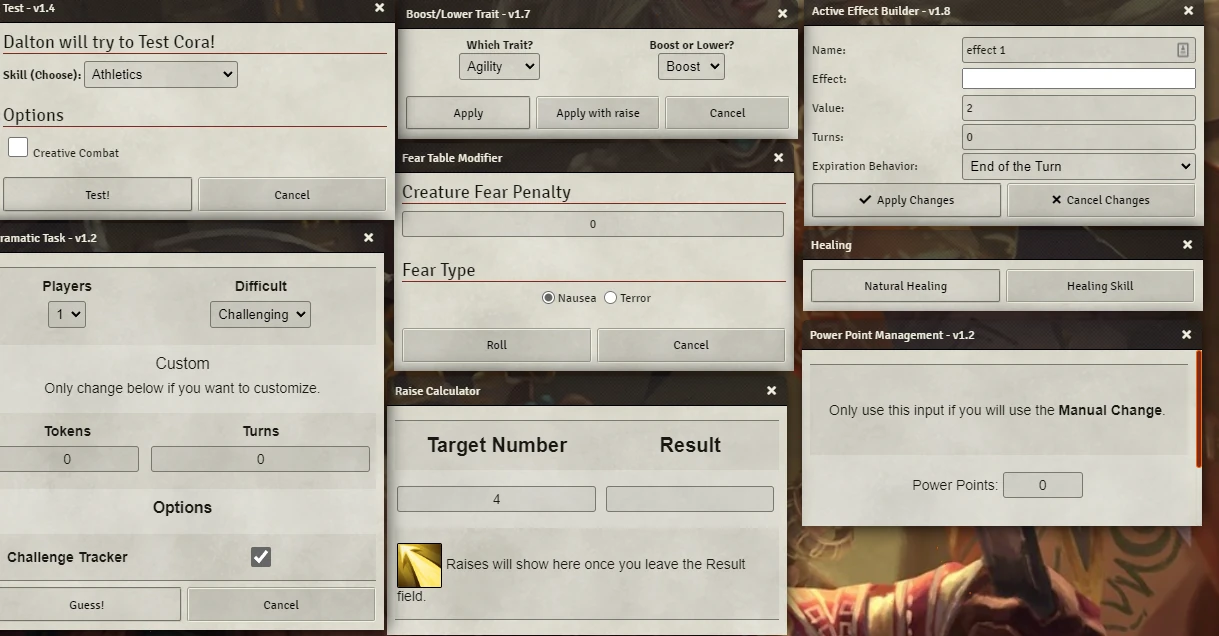 Test - v1.4
Dalton will try to Test Cora!
Skill (Choose): Athletics
Options
Creative Combat
Test! Cancel
ramatic Task - v1.2
Players Difficult
1 Challenging
Custom
Only change below if you want to customize.
Tokens Turns
0 0
Options
Challenge Tracker
Guess! Cancel
Boost/Lower Trait - v1.7
Which Trait? Boost or Lower?
Agility Boost
Apply Apply with raise Cancel
Fear Table Modifier
Creature Fear Penalty
0
Fear Type
Nausea Terror
Roll Cancel
Raise Calculator
Target Number Result
4
Raises will show here once you leave the Result
field.
Active Effect Builder - v1.8
Name: effect 1
Effect:
Value: 2
Turns: 0
Expiration Behavior: End of the Turn
Apply Changes Cancel Changes
Healing
Natural Healing Healing Skill
Power Point Management - v1.2
Only use this input if you will use the Manual Change.
Power Points: 0